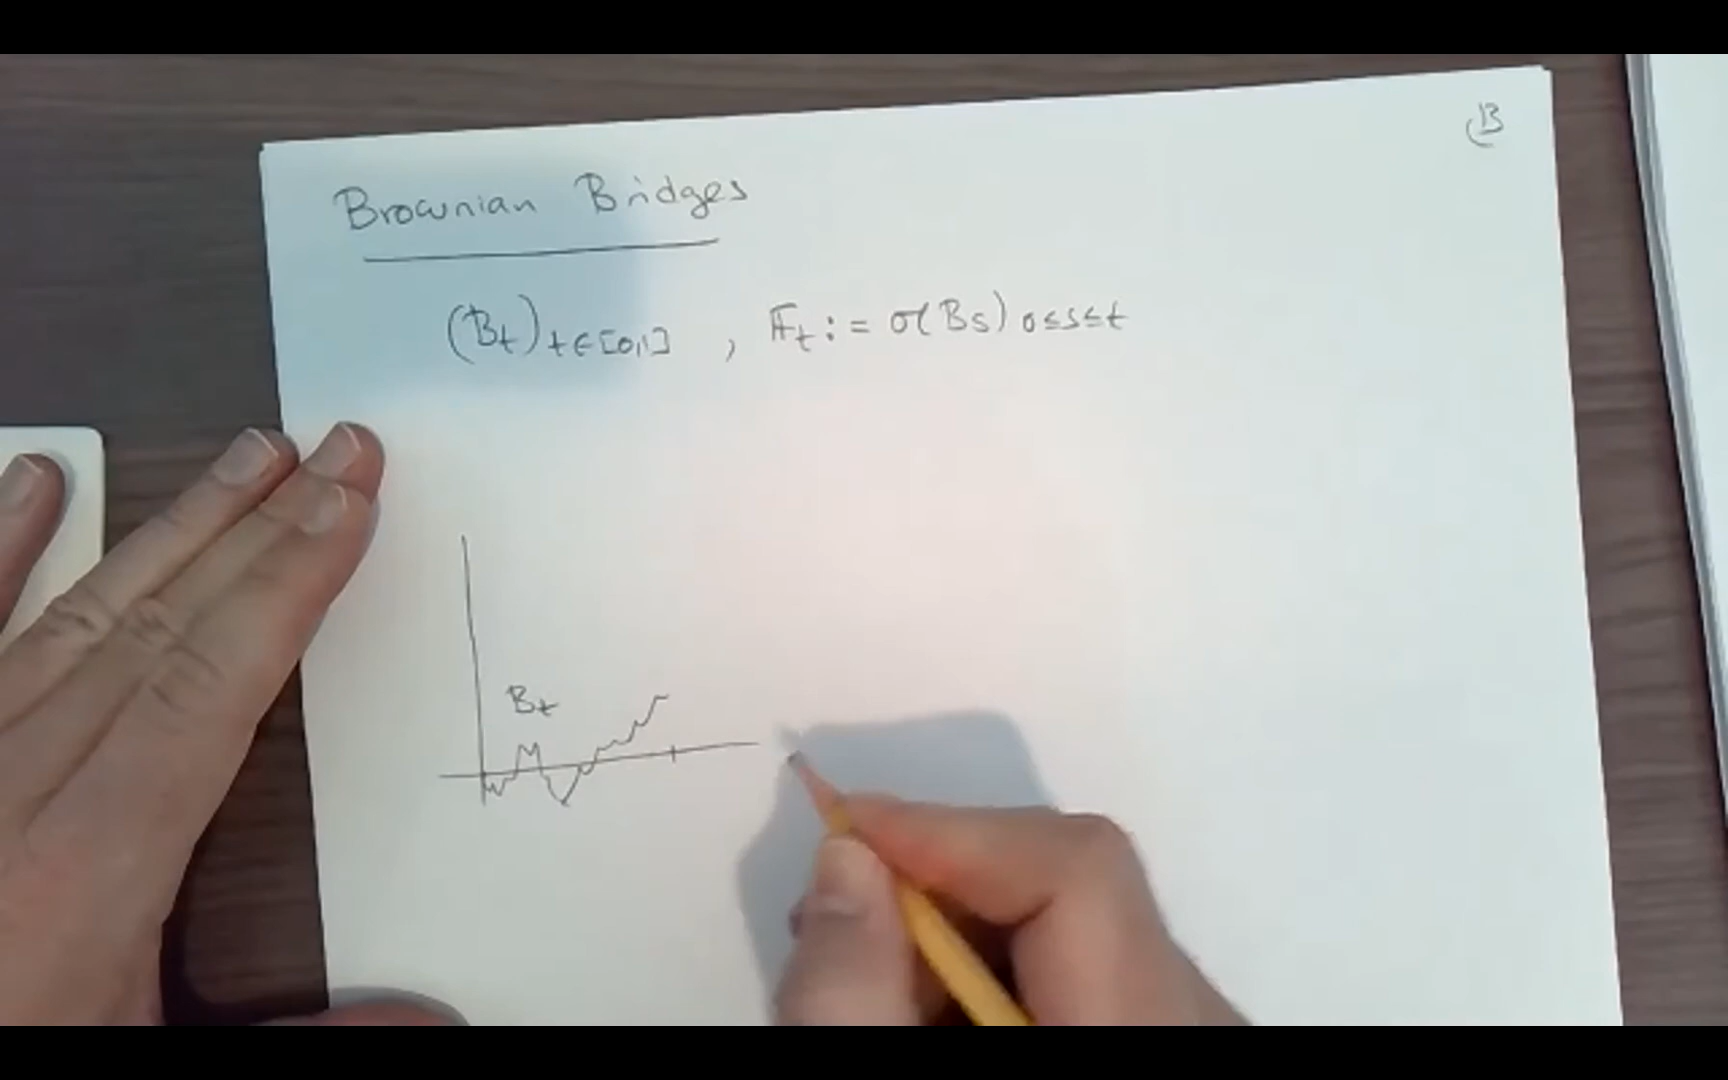 B
Brownian Bridges
(Bt)t∈[0,1] , Ft := σ(Bs)0≤s≤t
Bt